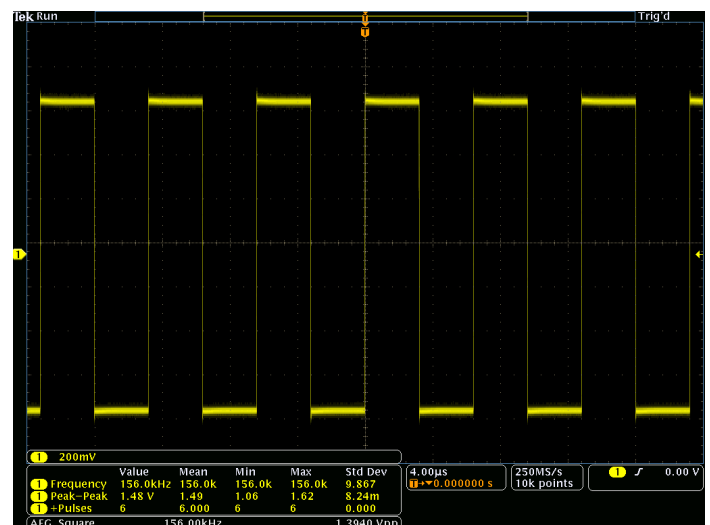 Tek Run Trig'd
T
T
1
1 200mV
Value Mean Min Max Std Dev
1 Frequency 156.0kHz 156.0k 156.0k 156.0k 9.867
1 Peak-Peak 1.48 V 1.49 1.06 1.62 8.24m
1 +Pulses 6 6.000 6 6 0.000
4.00µs
T→▼0.000000 s
250MS/s
10k points
1 0.00 V
AFG Square 156.00kHz 1.3940 Vpp